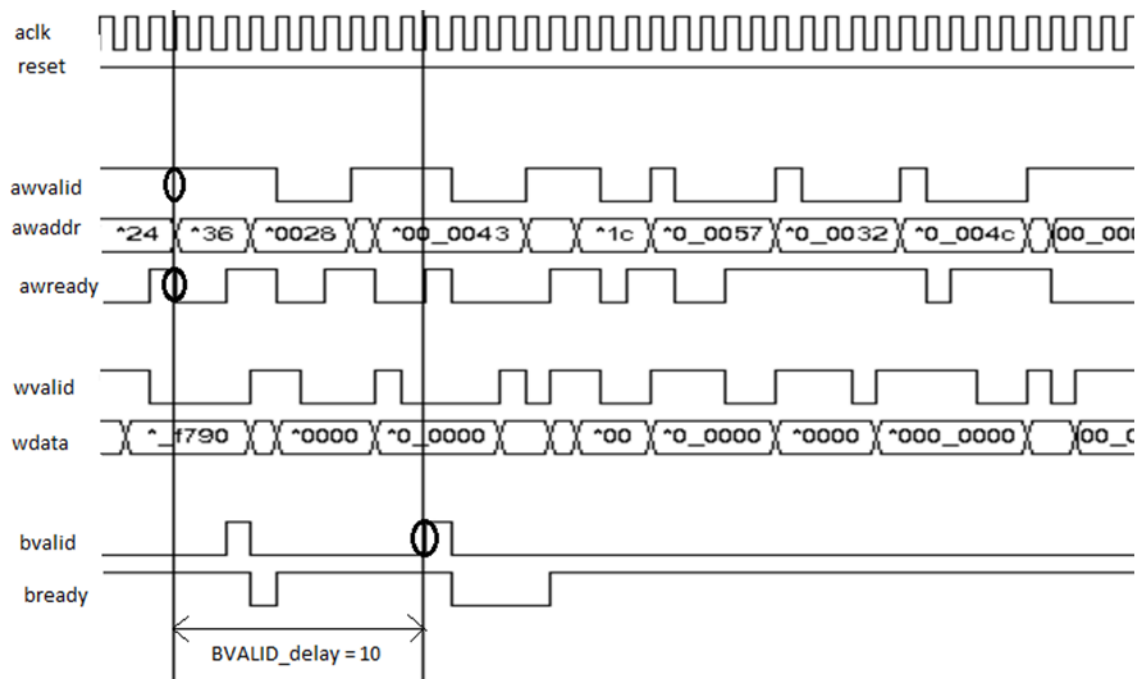 aclk
reset
awvalid
awaddr ^24 ^36 ^0028 ^00_0043 ^1c ^0_0057 ^0_0032 ^0_004c
awready
wvalid
wdata ^_f790 ^0000 ^0_0000 ^00 ^0_0000 ^0000 ^000_0000
bvalid
bready
BVALID_delay = 10